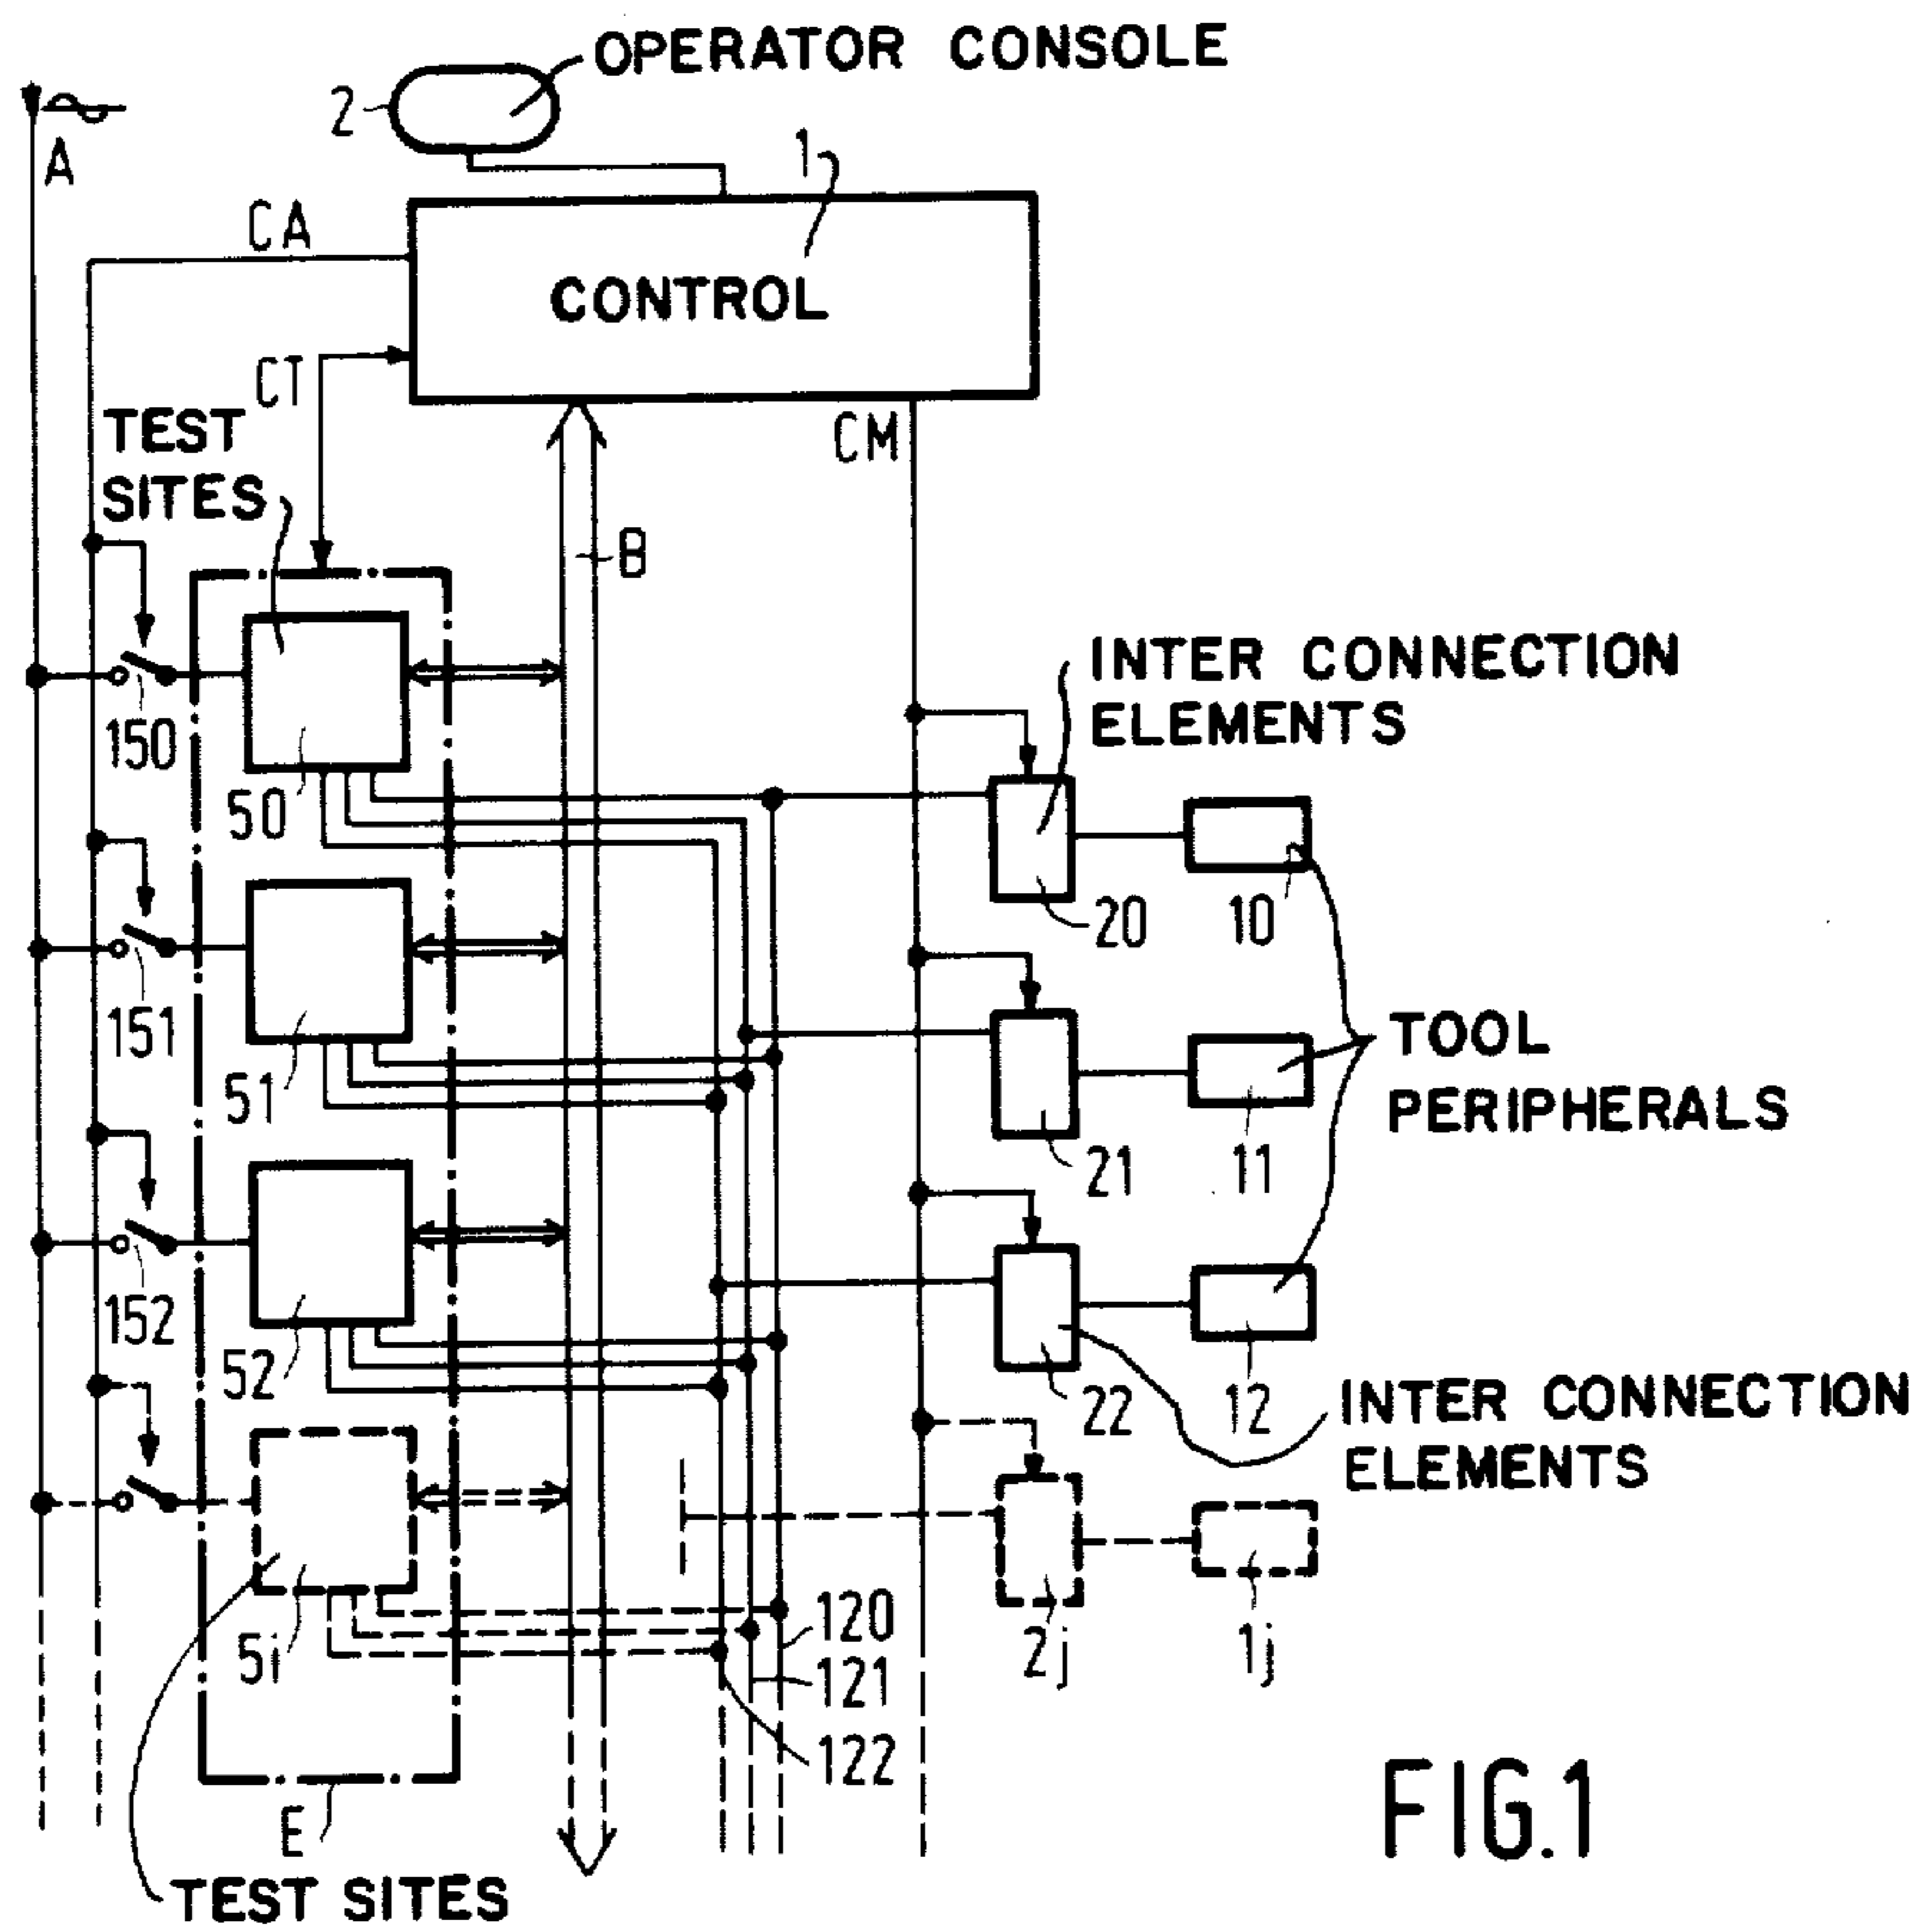 OPERATOR CONSOLE
2
A
1
CA
CONTROL
CT
CM
TEST
SITES
B
INTER CONNECTION
ELEMENTS
150
50
20
10
151
51
TOOL
PERIPHERALS
21
11
152
52
22
12
INTER CONNECTION
ELEMENTS
5i
120
121
122
2j
1j
E
TEST SITES
FIG.1